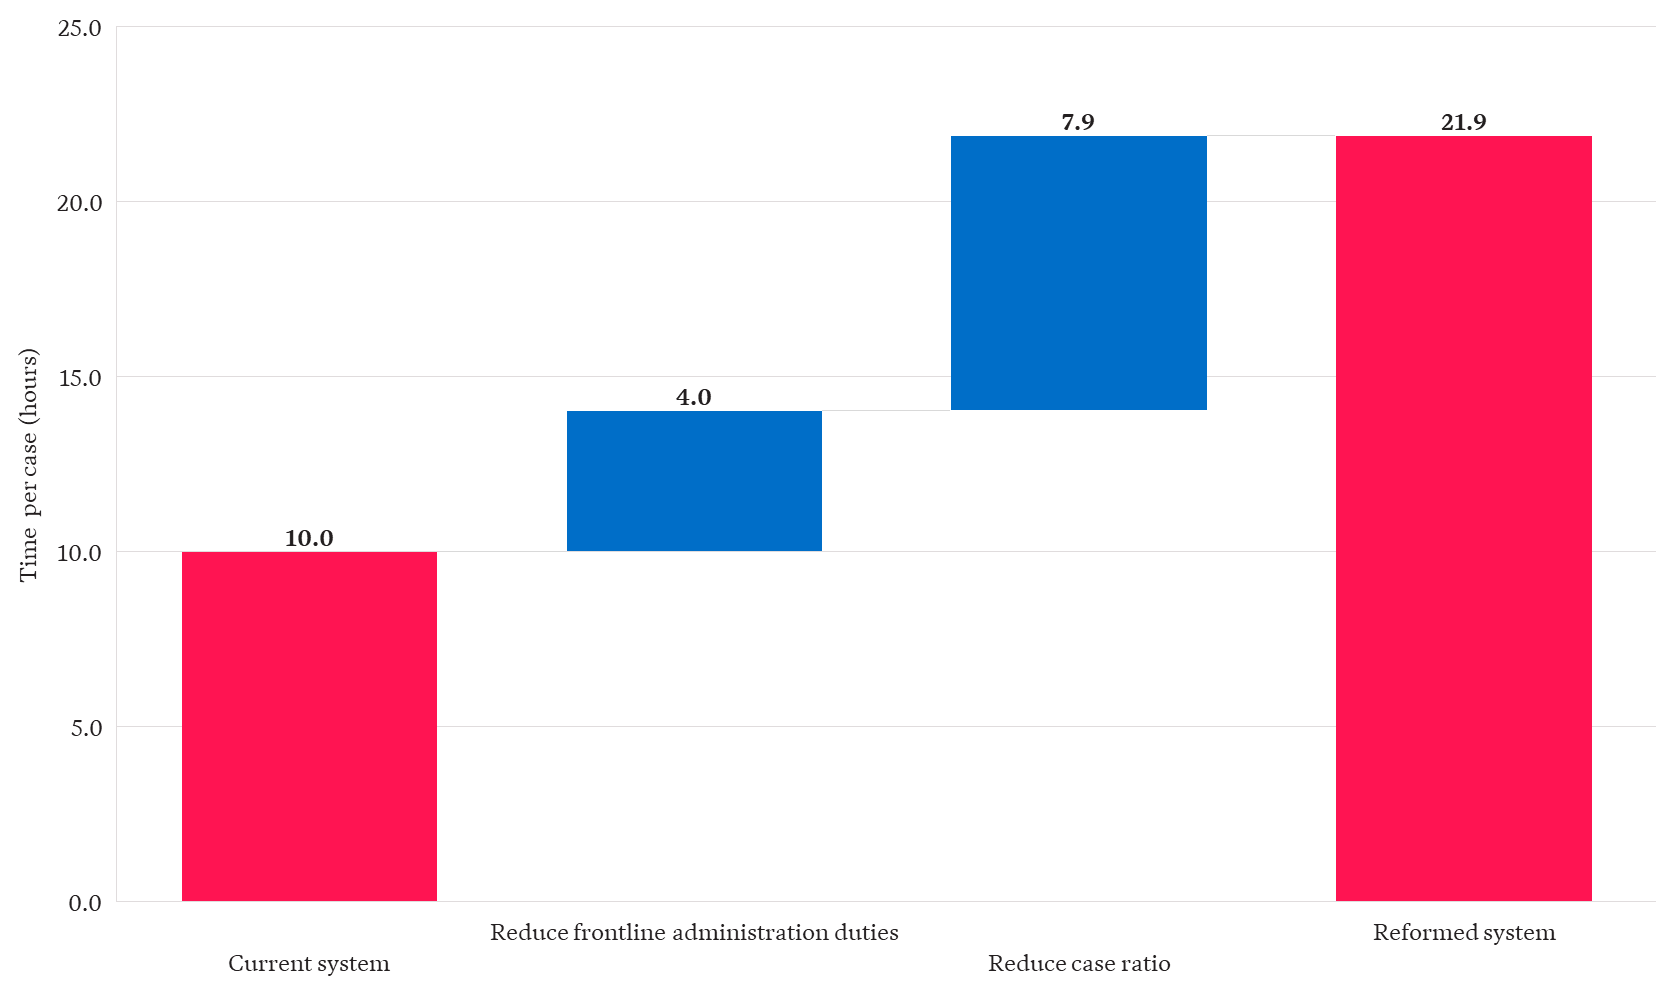 25.0
20.0
15.0
10.0
5.0
0.0
Time per case (hours)
10.0
4.0
7.9
21.9
Current system
Reduce frontline administration duties
Reduce case ratio
Reformed system